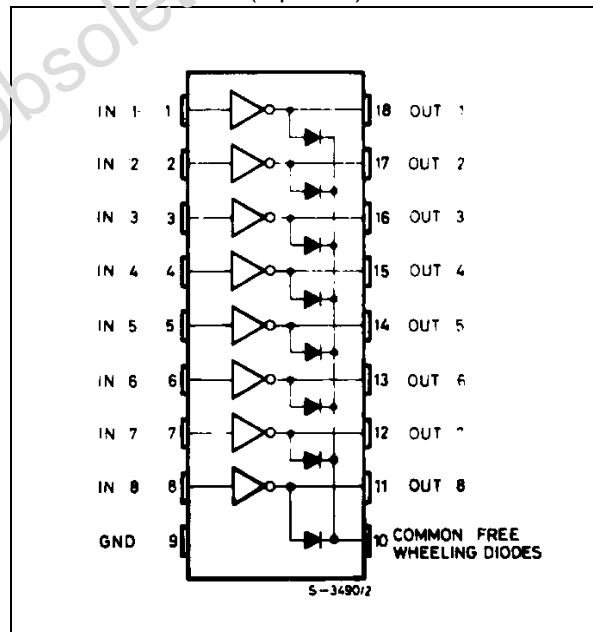 IN 1 1 18 OUT 1
IN 2 2 17 OUT 2
IN 3 3 16 OUT 3
IN 4 4 15 OUT 4
IN 5 5 14 OUT 5
IN 6 6 13 OUT 6
IN 7 7 12 OUT
IN 8 8 11 OUT 8
GND 9 10 COMMON FREE
WHEELING DIODES
S-3490/2